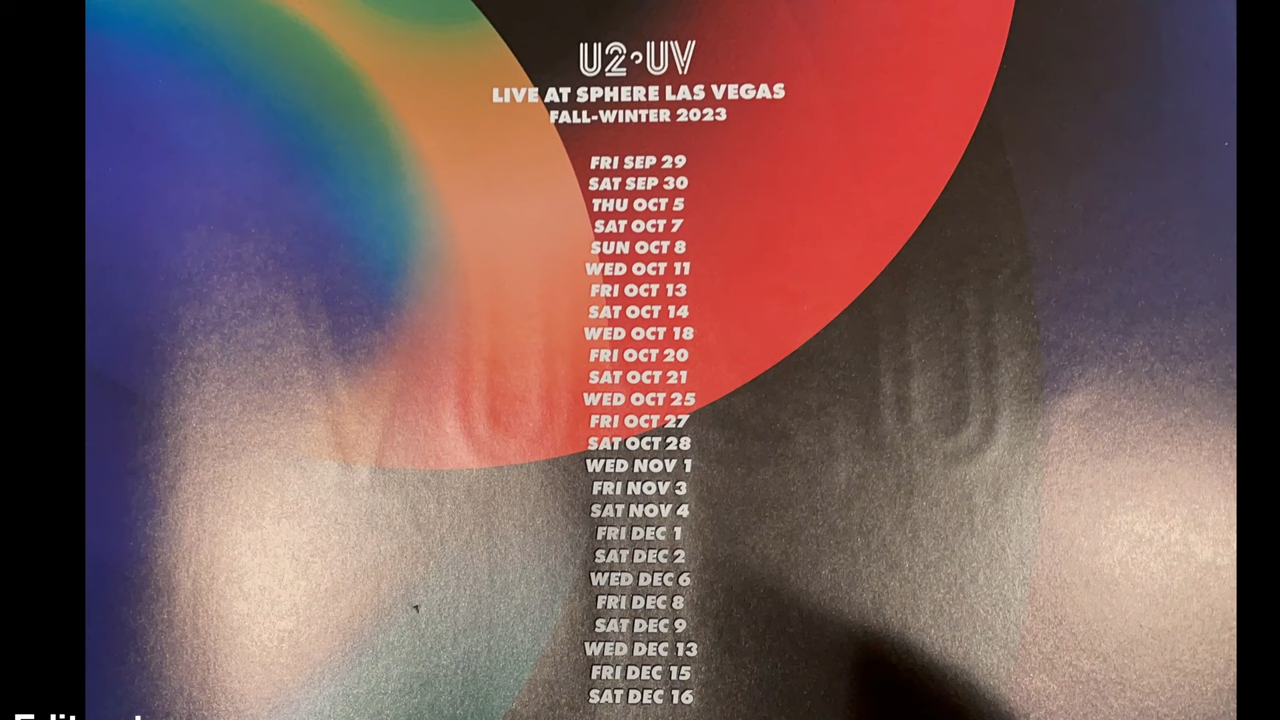 U2:UV
LIVE AT SPHERE LAS VEGAS
FALL-WINTER 2023
FRI SEP 29
SAT SEP 30
THU OCT 5
SAT OCT 7
SUN OCT 8
WED OCT 11
FRI OCT 13
SAT OCT 14
WED OCT 18
FRI OCT 20
SAT OCT 21
WED OCT 25
FRI OCT 27
SAT OCT 28
WED NOV 1
FRI NOV 3
SAT NOV 4
FRI DEC 1
SAT DEC 2
WED DEC 6
FRI DEC 8
SAT DEC 9
WED DEC 13
FRI DEC 15
SAT DEC 16